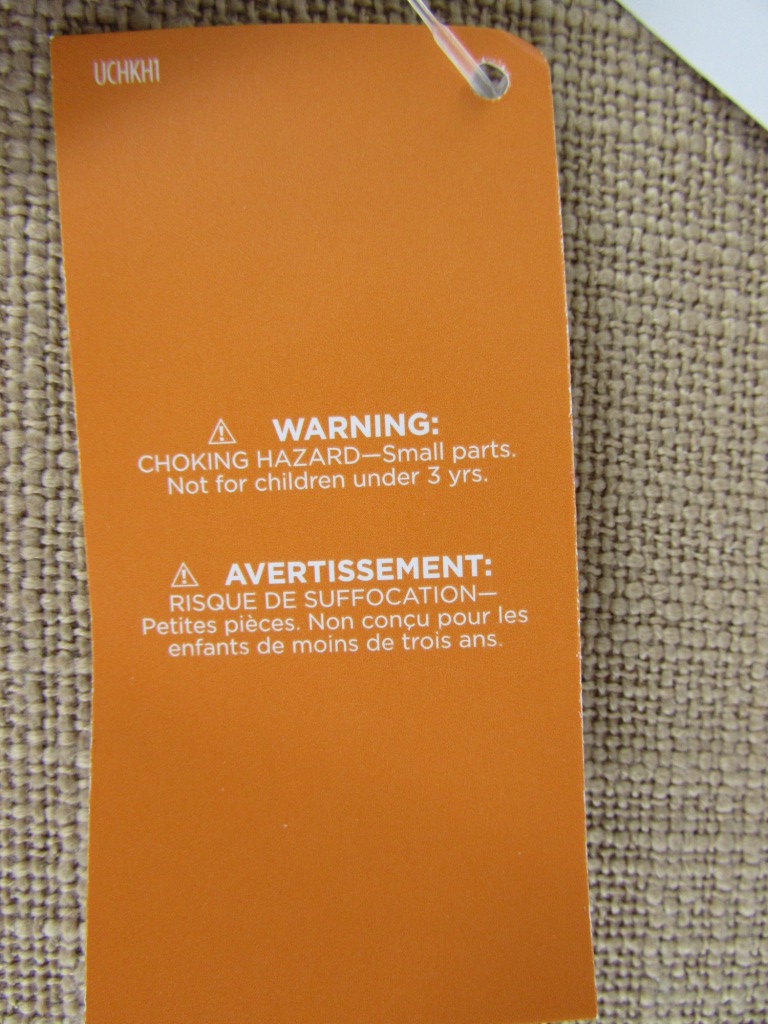 UCHKH1
⚠ WARNING:
CHOKING HAZARD—Small parts.
Not for children under 3 yrs.
⚠ AVERTISSEMENT:
RISQUE DE SUFFOCATION—
Petites pièces. Non conçu pour les
enfants de moins de trois ans.